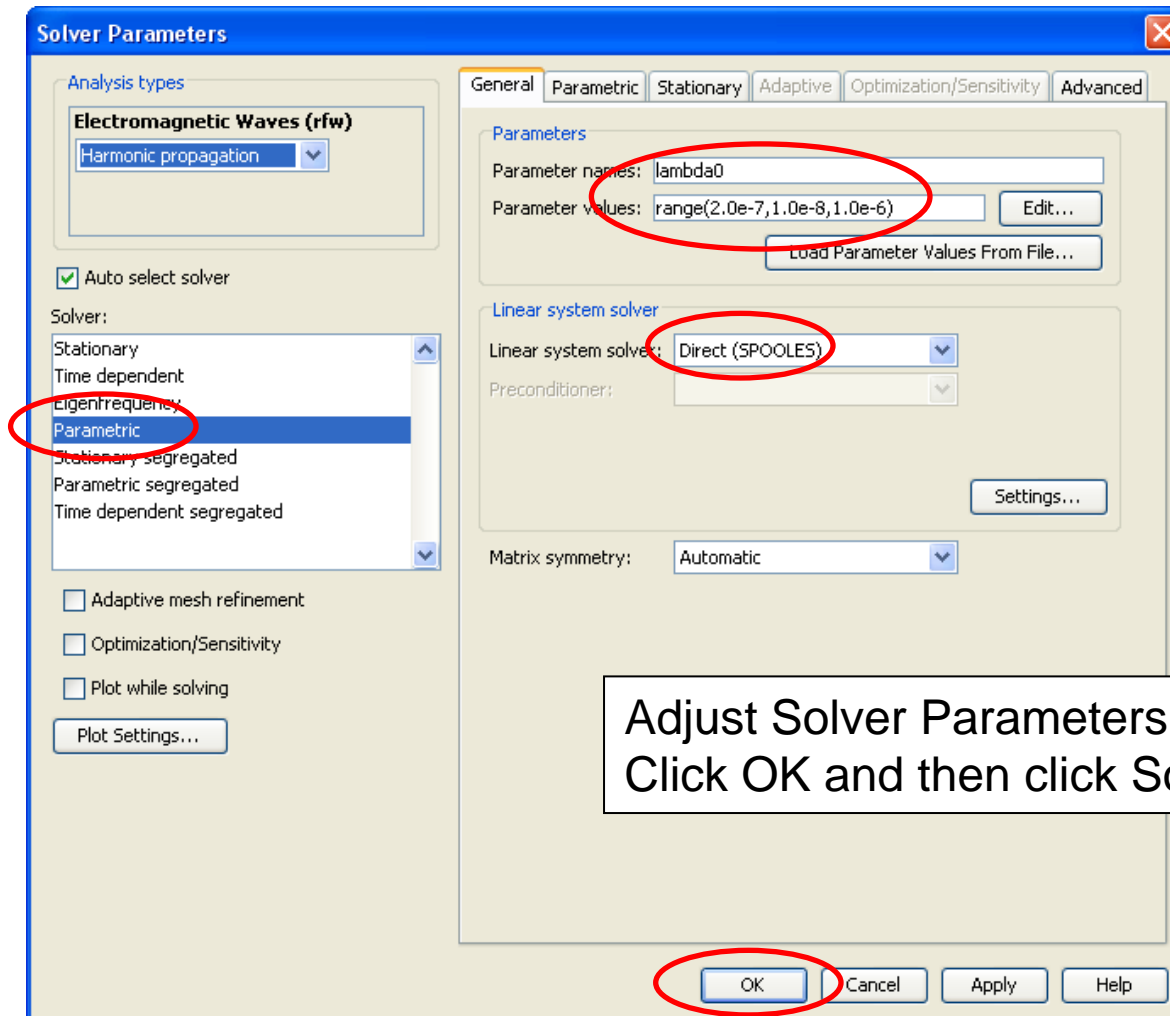 Solver Parameters
Analysis types
Electromagnetic Waves (rfw)
Harmonic propagation
Auto select solver
Solver:
Stationary
Time dependent
Eigenfrequency
Parametric
Stationary segregated
Parametric segregated
Time dependent segregated
Adaptive mesh refinement
Optimization/Sensitivity
Plot while solving
Plot Settings...
General Parametric Stationary Adaptive Optimization/Sensitivity Advanced
Parameters
Parameter names: lambda0
Parameter values: range(2.0e-7,1.0e-8,1.0e-6) Edit...
Load Parameter Values From File...
Linear system solver
Linear system solver: Direct (SPOOLES)
Preconditioner:
Settings...
Matrix symmetry: Automatic
Adjust Solver Parameters
Click OK and then click
OK Cancel Apply Help